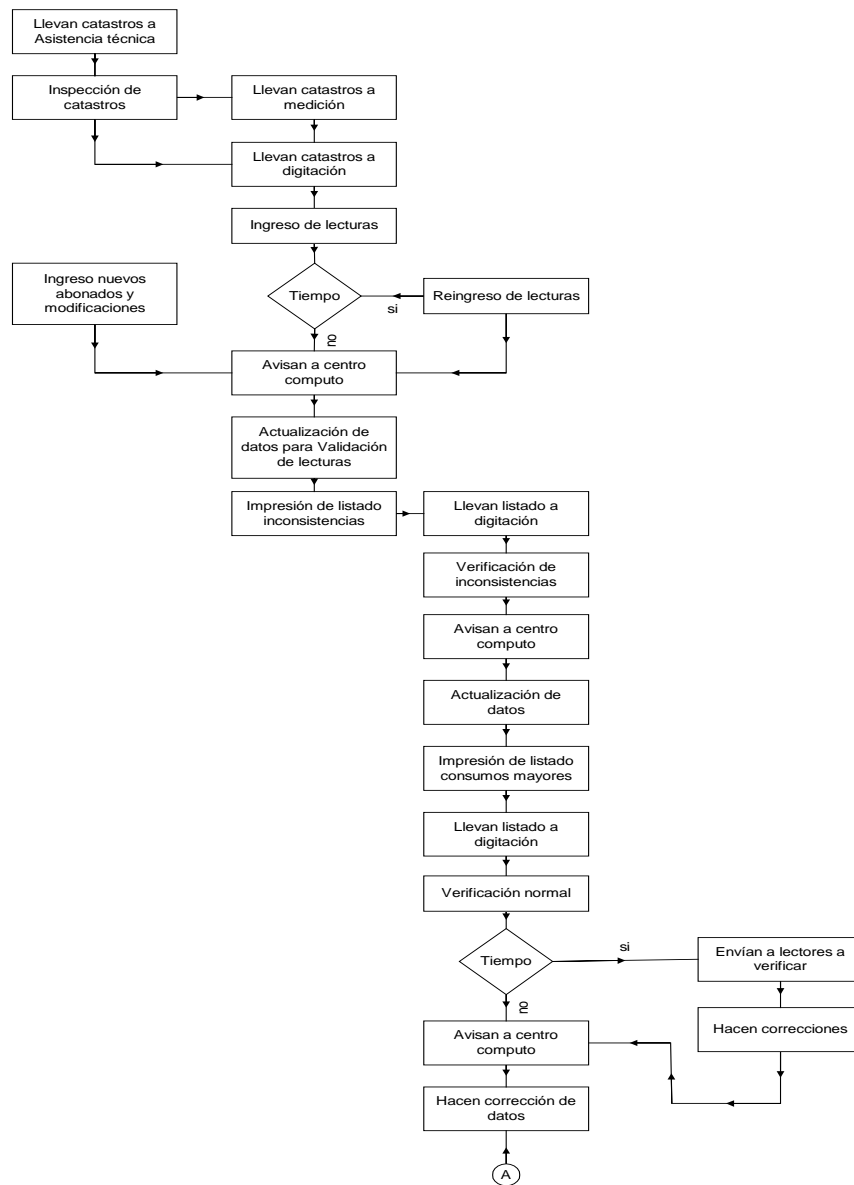 Llevan catastros a
Asistencia técnica
Inspección de
catastros
Llevan catastros a
medición
Llevan catastros a
digitación
Ingreso de lecturas
Ingreso nuevos
abonados y
modificaciones
Tiempo
si
Reingreso de lecturas
no
Avisan a centro
computo
Actualización de
datos para Validación
de lecturas
Impresión de listado
inconsistencias
Llevan listado a
digitación
Verificación de
inconsistencias
Avisan a centro
computo
Actualización de
datos
Impresión de listado
consumos mayores
Llevan listado a
digitación
Verificación normal
Tiempo
si
Envían a lectores a
verificar
no
Avisan a centro
computo
Hacen correcciones
Hacen corrección de
datos
A